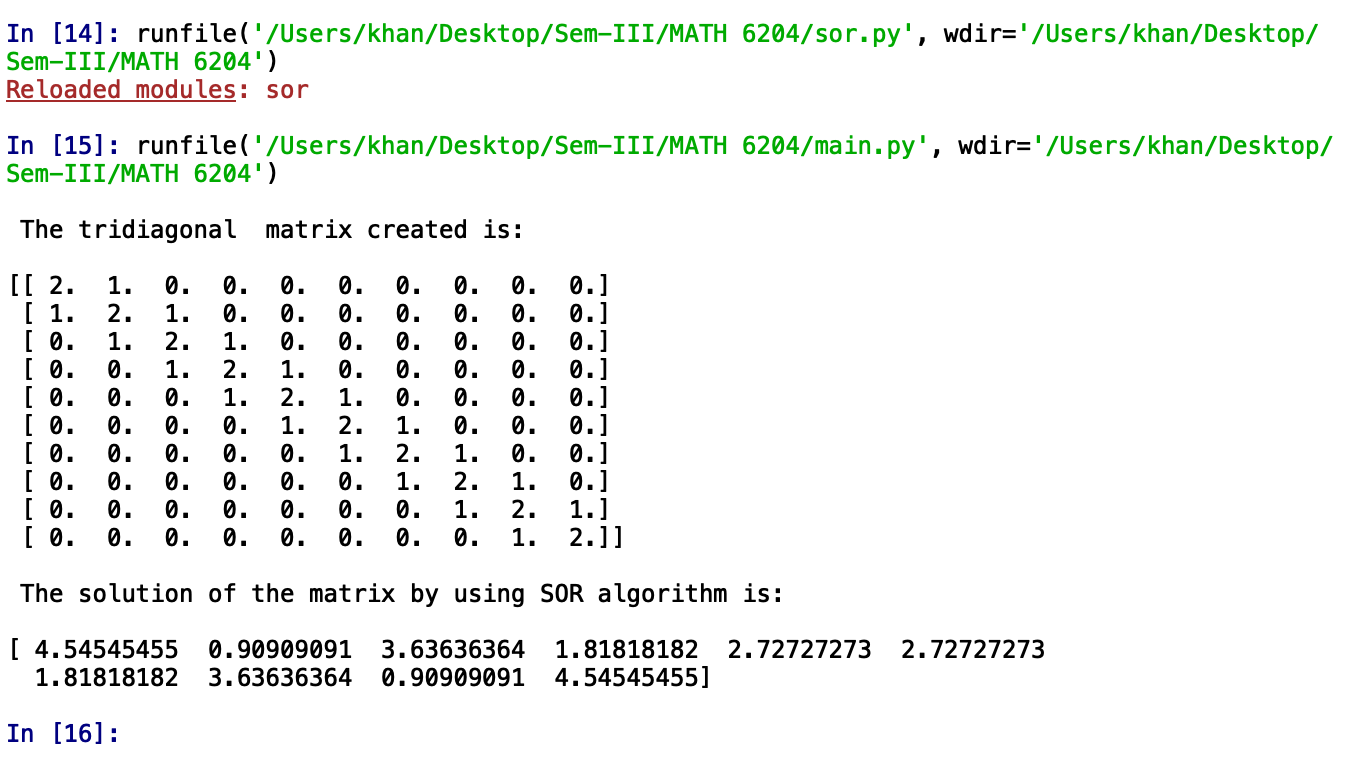 In [14]: runfile('/Users/khan/Desktop/Sem-III/MATH 6204/sor.py', wdir='/Users/khan/Desktop/
Sem-III/MATH 6204')
Reloaded modules: sor
In [15]: runfile('/Users/khan/Desktop/Sem-III/MATH 6204/main.py', wdir='/Users/khan/Desktop/
Sem-III/MATH 6204')
The tridiagonal  matrix created is:
[[ 2.  1.  0.  0.  0.  0.  0.  0.  0.  0.]
 [ 1.  2.  1.  0.  0.  0.  0.  0.  0.  0.]
 [ 0.  1.  2.  1.  0.  0.  0.  0.  0.  0.]
 [ 0.  0.  1.  2.  1.  0.  0.  0.  0.  0.]
 [ 0.  0.  0.  1.  2.  1.  0.  0.  0.  0.]
 [ 0.  0.  0.  0.  1.  2.  1.  0.  0.  0.]
 [ 0.  0.  0.  0.  0.  1.  2.  1.  0.  0.]
 [ 0.  0.  0.  0.  0.  0.  1.  2.  1.  0.]
 [ 0.  0.  0.  0.  0.  0.  0.  1.  2.  1.]
 [ 0.  0.  0.  0.  0.  0.  0.  0.  1.  2.]]
The solution of the matrix by using SOR algorithm is:
[ 4.54545455  0.90909091  3.63636364  1.81818182  2.72727273  2.72727273
  1.81818182  3.63636364  0.90909091  4.54545455]
In [16]: